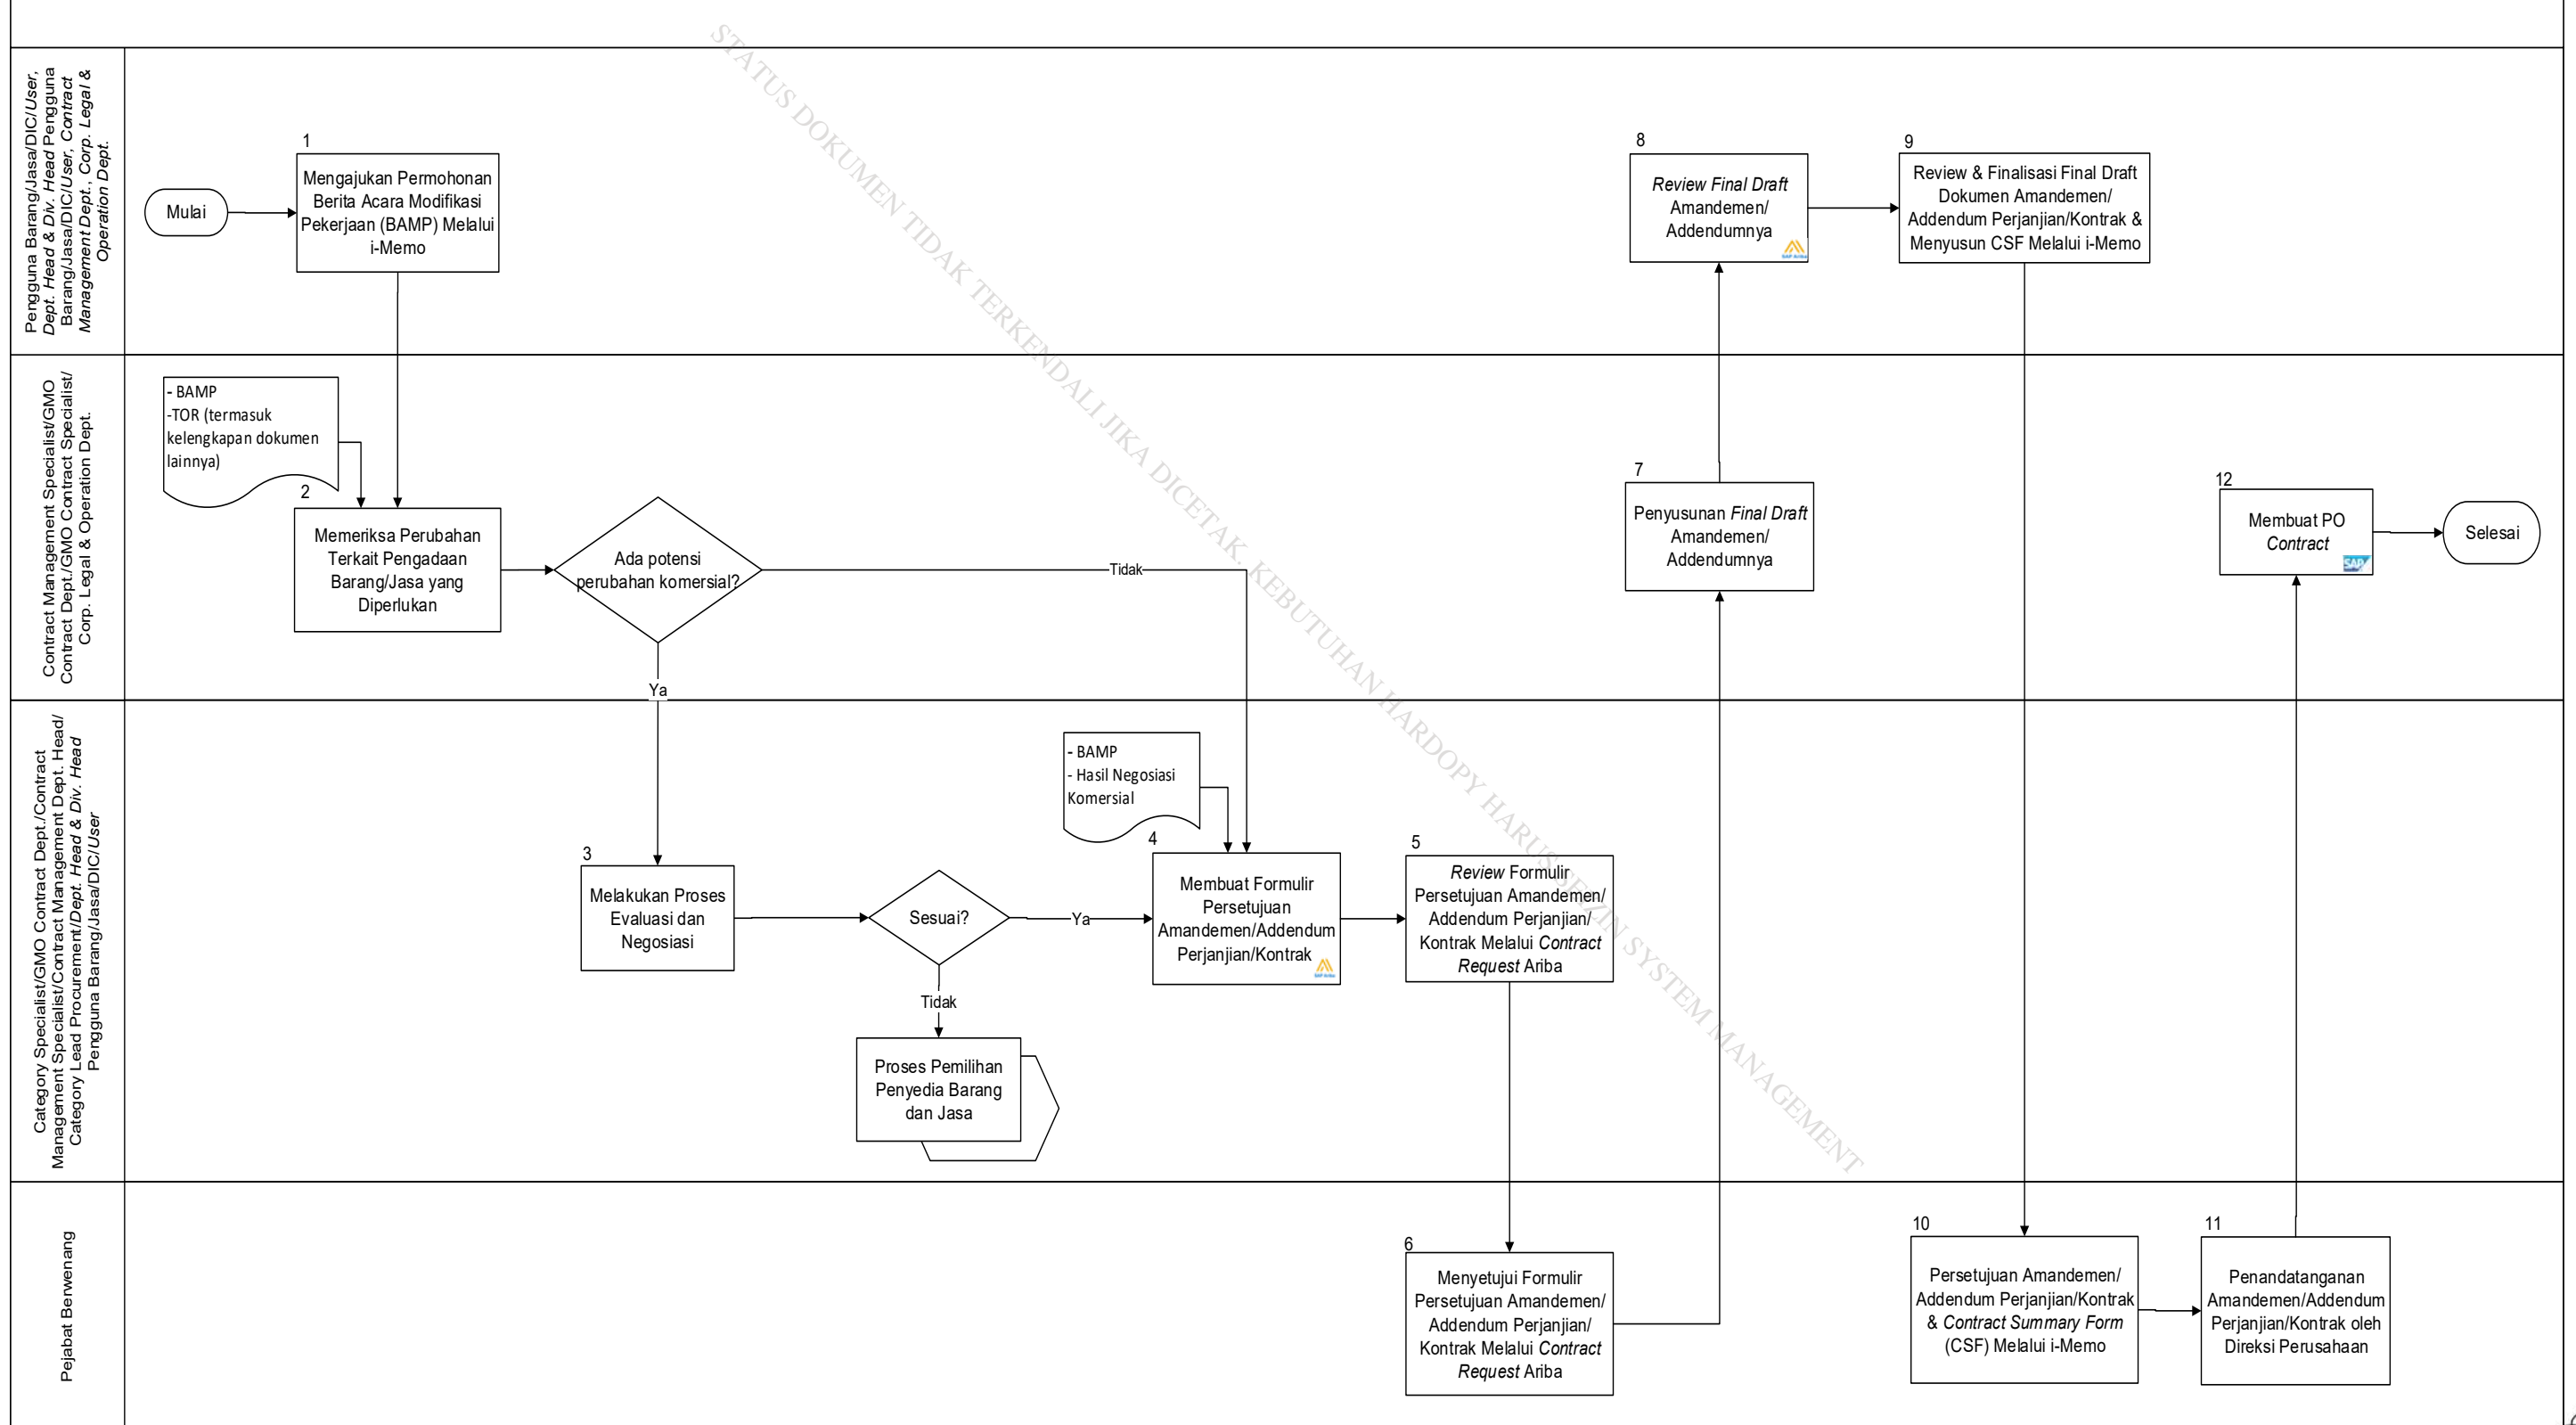 Pengguna Barang/Jasa/DIC/User,
Dept. Head & Div. Head Pengguna
Barang/Jasa/DIC/User, Contract
Management Dept., Corp. Legal &
Operation Dept.
Mulai
1
Mengajukan Permohonan
Berita Acara Modifikasi
Pekerjaan (BAMP) Melalui
i-Memo
8
Review Final Draft
Amandemen/
Addendumnya
SAP Ariba
9
Review & Finalisasi Final Draft
Dokumen Amandemen/
Addendum Perjanjian/Kontrak &
Menyusun CSF Melalui i-Memo
Contract Management Specialist/GMO
Contract Dept./GMO Contract Specialist/
Corp. Legal & Operation Dept.
- BAMP
-TOR (termasuk
kelengkapan dokumen
lainnya)
2
Memeriksa Perubahan
Terkait Pengadaan
Barang/Jasa yang
Diperlukan
Ada potensi
perubahan komersial?
Tidak
Ya
7
Penyusunan Final Draft
Amandemen/
Addendumnya
12
Membuat PO
Contract
SAP
Selesai
Category Specialist/GMO Contract Dept./Contract
Management Specialist/Contract Management Dept. Head/
Category Lead Procurement/Dept. Head & Div. Head
Pengguna Barang/Jasa/DIC/User
3
Melakukan Proses
Evaluasi dan
Negosiasi
Sesuai?
Ya
Tidak
Proses Pemilihan
Penyedia Barang
dan Jasa
- BAMP
- Hasil Negosiasi
Komersial
4
Membuat Formulir
Persetujuan
Amandemen/Addendum
Perjanjian/Kontrak
SAP Ariba
5
Review Formulir
Persetujuan Amandemen/
Addendum Perjanjian/
Kontrak Melalui Contract
Request Ariba
Pejabat Berwenang
6
Menyetujui Formulir
Persetujuan Amandemen/
Addendum Perjanjian/
Kontrak Melalui Contract
Request Ariba
10
Persetujuan Amandemen/
Addendum Perjanjian/Kontrak
& Contract Summary Form
(CSF) Melalui i-Memo
11
Penandatanganan
Amandemen/Addendum
Perjanjian/Kontrak oleh
Direksi Perusahaan
STATUS DOKUMEN TIDAK TERKENDALI JIKA DICETAK. KEBUTUHAN HARDOPY HARUS SEIZIN SYSTEM MANAGEMENT